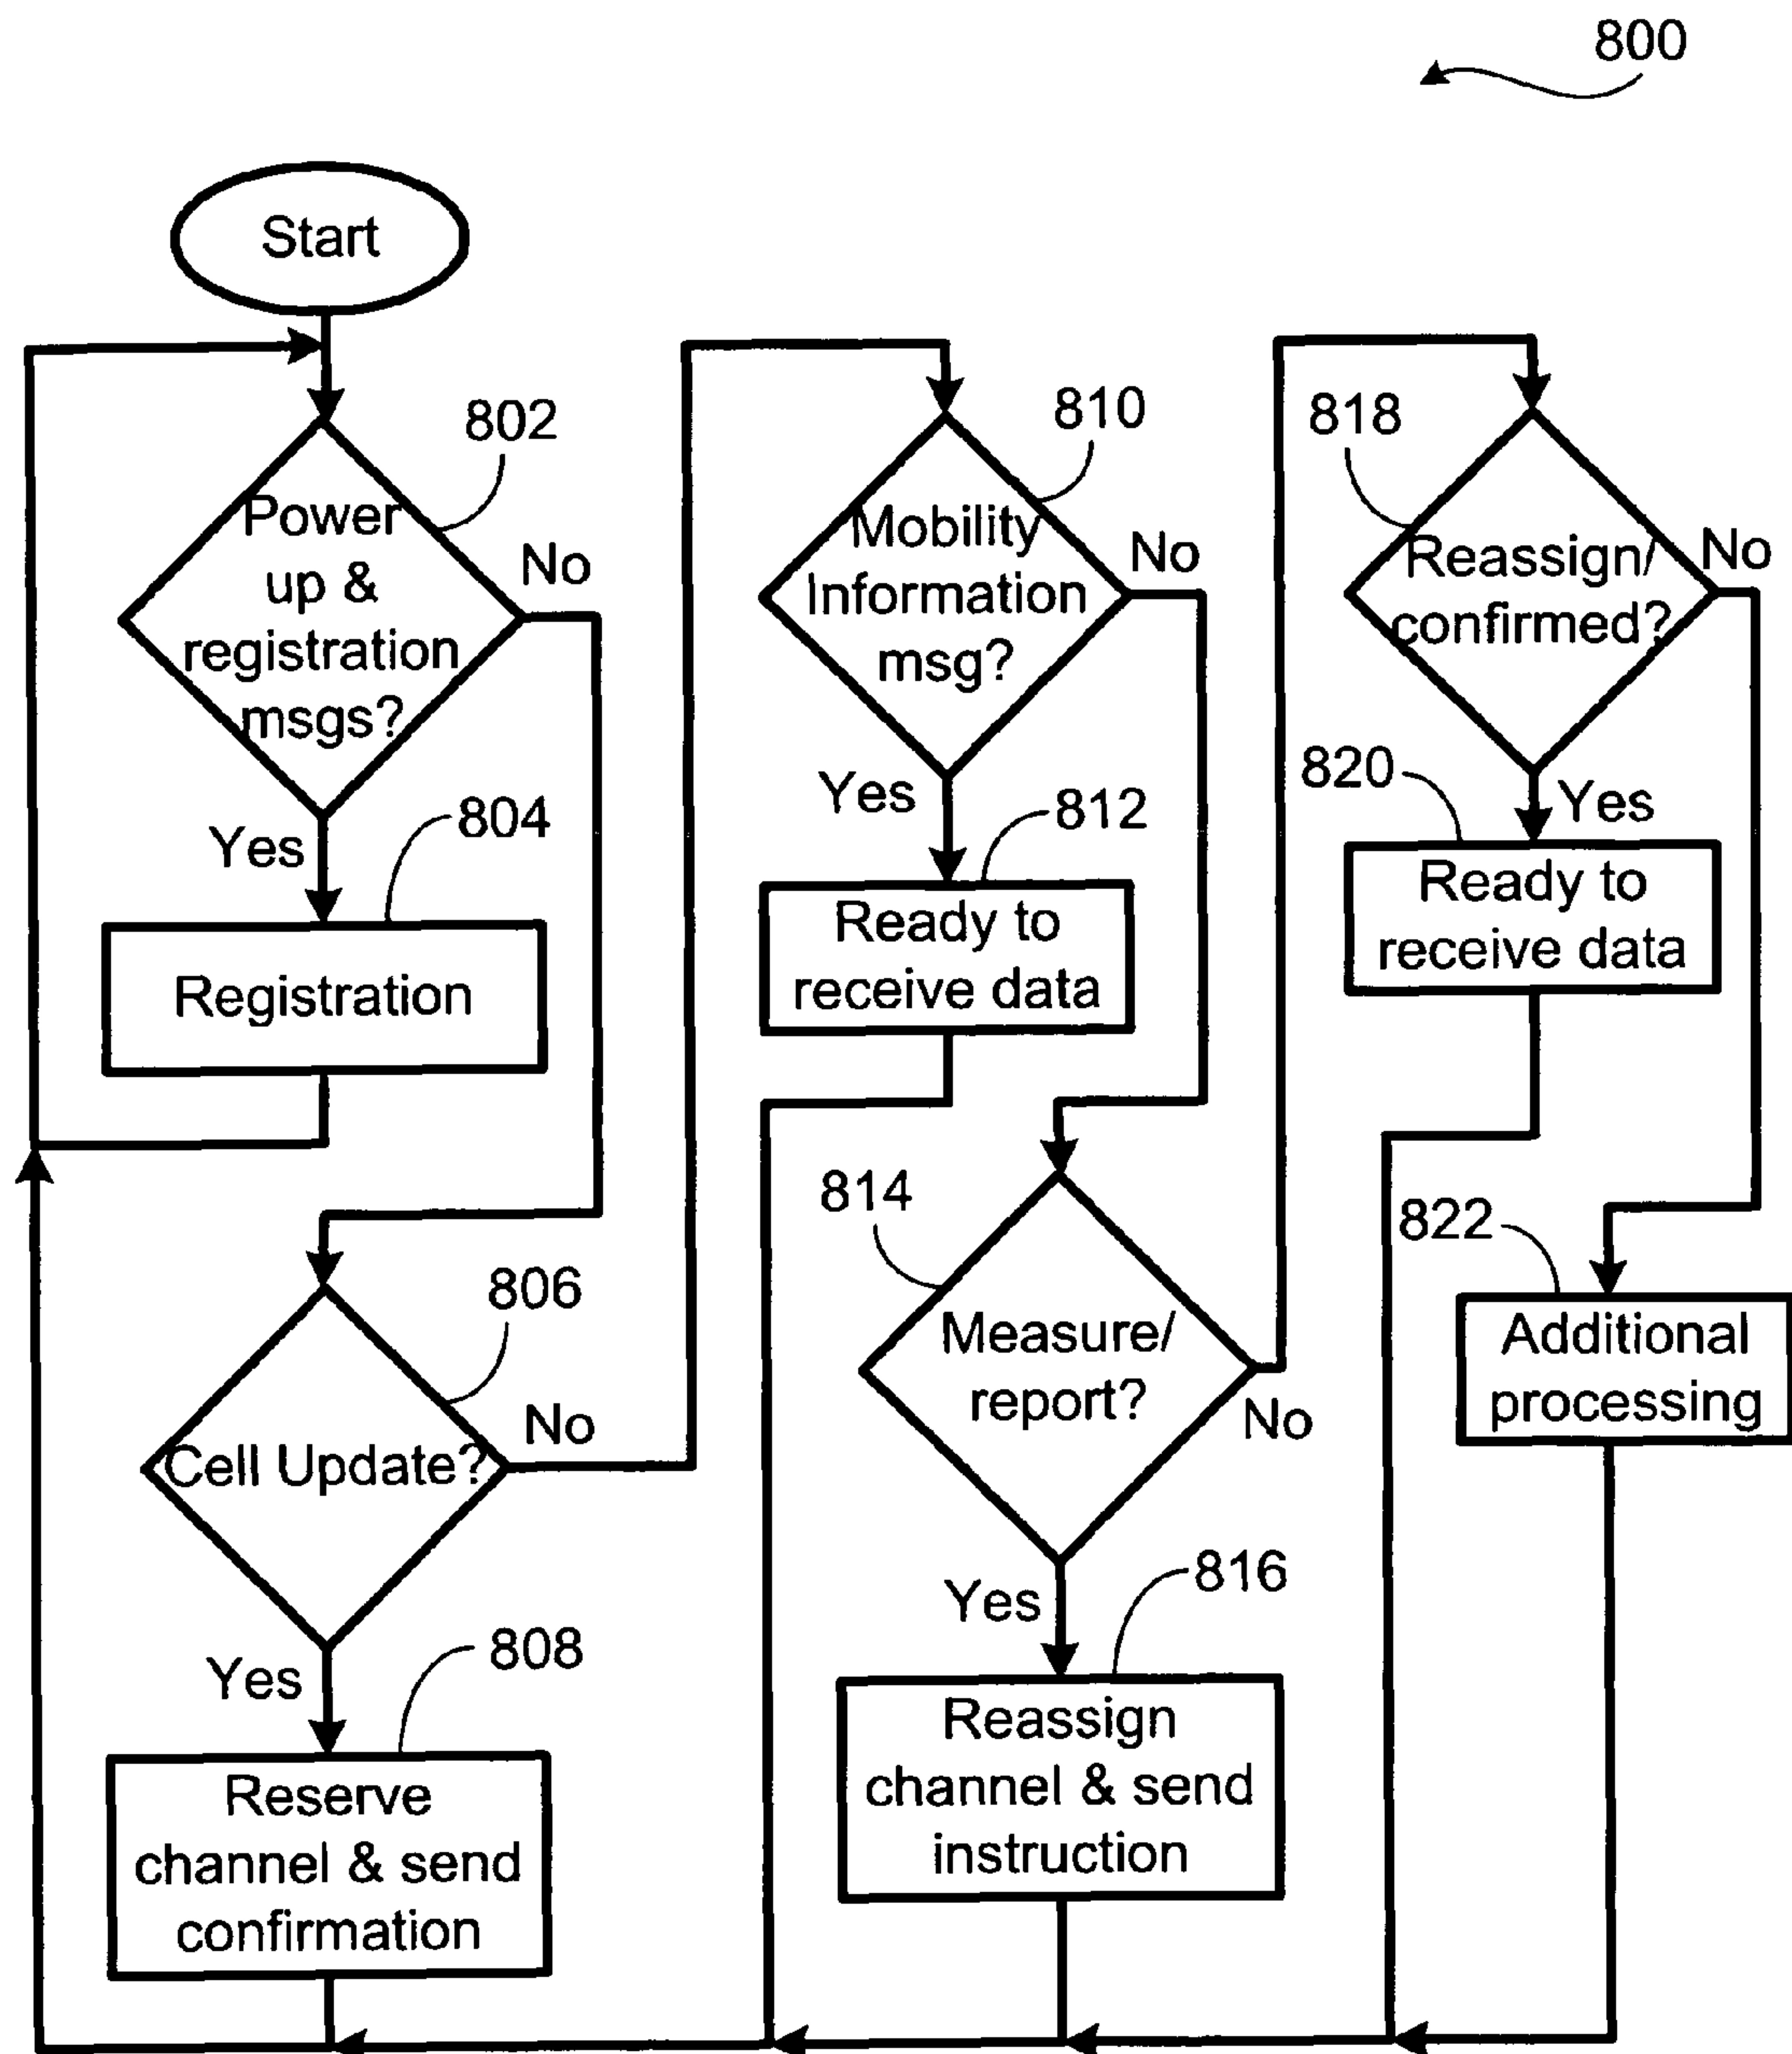 800
Start
802
Power
up &
registration
msgs?
No
Yes
804
Registration
806
Cell Update?
No
Yes
808
Reserve
channel & send
confirmation
810
Mobility
Information
msg?
No
Yes
812
Ready to
receive data
814
Measure/
report?
No
Yes
816
Reassign
channel & send
instruction
818
Reassign/
confirmed?
No
820
Yes
Ready to
receive data
822
Additional
processing